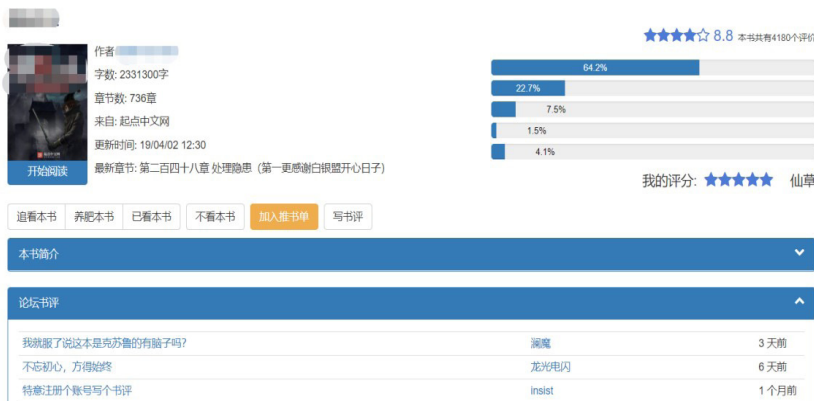 8.8 本书共有4180个评价
作者:
字数: 2331300字
章节数: 736章
来自: 起点中文网
更新时间: 19/04/02 12:30
最新章节: 第二百四十八章 处理隐患（第一更感谢白银盟开心日子）
开始阅读
64.2%
22.7%
7.5%
1.5%
4.1%
我的评分: 仙草
追看本书 养肥本书 已看本书 不看本书 加入推书单 写书评
本书简介
论坛书评
我就服了说这本是克苏鲁的有脑子吗? 澜魔 3 天前
不忘初心，方得始终 龙光电闪 6 天前
特意注册个账号写个书评 insist 1 个月前